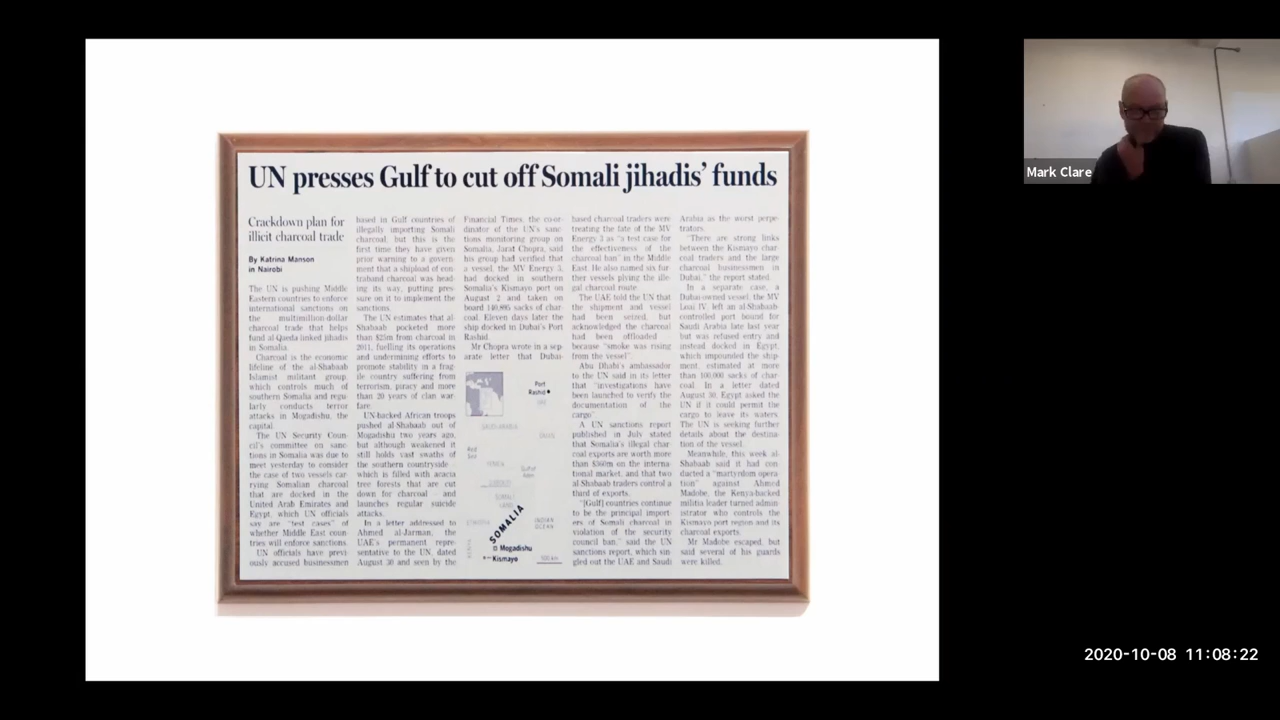 UN presses Gulf to cut off Somali jihadis' funds
Crackdown plan for
illicit charcoal trade
By Katrina Manson
in Nairobi
The UN is pushing Middle
Eastern countries to enforce
international sanctions on
the multimillion-dollar
charcoal trade that helps
fund al-Qaeda linked jihadis
in Somalia.
Charcoal is the economic
lifeline of the al-Shabaab
Islamist militant group,
which controls much of
southern Somalia and regu-
larly conducts terror
attacks in Mogadishu, the
capital.
The UN Security Coun-
cil's committee on sanc-
tions in Somalia was due to
meet yesterday to consider
the case of two vessels car-
rying Somalian charcoal
that are docked in the
United Arab Emirates and
Egypt, which UN officials
say are "test cases" of
whether Middle East coun-
tries will enforce sanctions.
UN officials have previ-
ously accused businessmen
based in Gulf countries of
illegally importing Somali
charcoal, but this is the
first time they have given
prior warning to a govern-
ment that a shipload of con-
traband charcoal was head-
ing its way, putting pres-
sure on it to implement the
sanctions.
The UN estimates that al-
Shabaab pocketed more
than $25m from charcoal in
2011, fuelling its operations
and undermining efforts to
promote stability in a frag-
ile country suffering from
terrorism, piracy and more
than 20 years of clan war-
fare.
UN-backed African troops
pushed al-Shabaab out of
Mogadishu two years ago,
but although weakened it
still holds vast swaths of
the southern countryside –
which is filled with acacia
tree forests that are cut
down for charcoal – and
launches regular suicide
attacks.
In a letter addressed to
Ahmed al-Jarman, the
UAE's permanent repre-
sentative to the UN, dated
August 30 and seen by the
Financial Times, the co-or-
dinator of the UN's sanc-
tions monitoring group on
Somalia, Jarat Chopra, said
his group had verified that
a vessel, the MV Energy 3,
had docked in southern
Somalia's Kismayo port on
August 2 and taken on
board 140,895 sacks of char-
coal. Eleven days later the
ship docked in Dubai's Port
Rashid.
Mr Chopra wrote in a sep-
arate letter that Dubai-
Port
Rashid
UAE
SAUDI ARABIA
OMAN
Red
Sea
YEMEN
Gulf of
Aden
DJIBOUTI
SOMALI-
LAND
ETHIOPIA
INDIAN
OCEAN
SOMALIA
KENYA
Mogadishu
Kismayo
500 km
based charcoal traders were
treating the fate of the MV
Energy 3 as "a test case for
the effectiveness of the
charcoal ban" in the Middle
East. He also named six fur-
ther vessels plying the ille-
gal charcoal route.
The UAE told the UN that
the shipment and vessel
had been seized, but
acknowledged the charcoal
had been offloaded
because "smoke was rising
from the vessel".
Abu Dhabi's ambassador
to the UN said in its letter
that "investigations have
been launched to verify the
documentation of the
cargo".
A UN sanctions report
published in July stated
that Somalia's illegal char-
coal exports are worth more
than $360m on the interna-
tional market, and that two
al-Shabaab traders control a
third of exports.
"[Gulf] countries continue
to be the principal import-
ers of Somali charcoal in
violation of the security
council ban," said the UN
sanctions report, which sin-
gled out the UAE and Saudi
Arabia as the worst perpe-
trators.
"There are strong links
between the Kismayo char-
coal traders and the large
charcoal businessmen in
Dubai," the report stated.
In a separate case, a
Dubai-owned vessel, the MV
IV, left an al-Shabaab-
controlled port bound for
Saudi Arabia late last year
but was refused entry and
instead docked in Egypt,
which impounded the ship-
ment, estimated at more
than 100,000 sacks of char-
coal. In a letter dated
August 30, Egypt asked the
UN if it could permit the
cargo to leave its waters.
The UN is seeking further
details about the destina-
tion of the vessel.
Meanwhile, this week al-
Shabaab said it had con-
ducted a "martyrdom opera-
tion" against Ahmed
Madobe, the Kenya-backed
militia leader turned admin-
istrator who controls the
Kismayo port region and its
charcoal exports.
Mr Madobe escaped, but
said several of his guards
were killed.
Mark Clare
2020-10-08 11:08:22